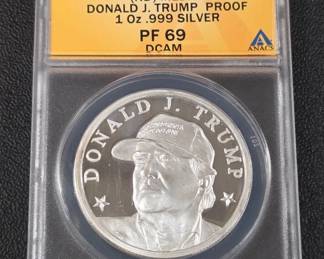 DONALD J. TRUMP PROOF
1 Oz .999 SILVER
PF 69
DCAM
ANACS
DONALD J. TRUMP